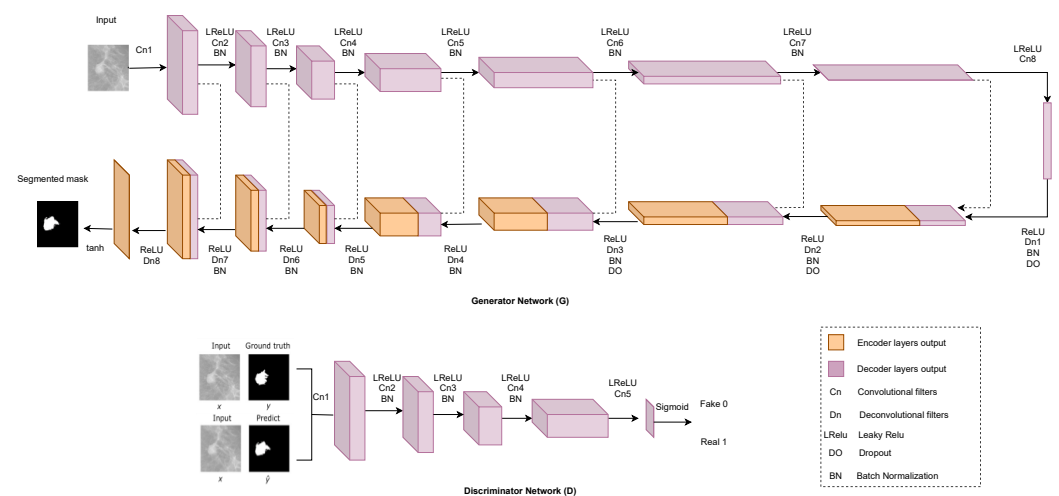 Input
Cn1
LReLU
Cn2
BN
LReLU
Cn3
BN
LReLU
Cn4
BN
LReLU
Cn5
BN
LReLU
Cn6
BN
LReLU
Cn7
BN
LReLU
Cn8
Segmented mask
tanh
ReLU
Dn8
ReLU
Dn7
BN
ReLU
Dn6
BN
ReLU
Dn5
BN
ReLU
Dn4
BN
ReLU
Dn3
BN
DO
ReLU
Dn2
BN
DO
ReLU
Dn1
BN
DO
Generator Network (G)
Input
Ground truth
x
y
Input
Predict
x
ŷ
Cn1
LReLU
Cn2
BN
LReLU
Cn3
BN
LReLU
Cn4
BN
LReLU
Cn5
Sigmoid
Fake 0
Real 1
Discriminator Network (D)
Encoder layers output
Decoder layers output
Cn Convolutional filters
Dn Deconvolutional filters
LRelu Leaky Relu
DO Dropout
BN Batch Normalization